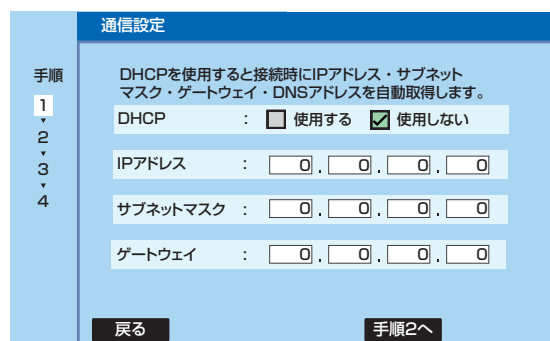 通信設定
手順
1
2
3
4
DHCPを使用すると接続時にIPアドレス・サブネット
マスク・ゲートウェイ・DNSアドレスを自動取得します。
DHCP : 使用する 使用しない
IPアドレス : 0 . 0 . 0 . 0
サブネットマスク : 0 . 0 . 0 . 0
ゲートウェイ : 0 . 0 . 0 . 0
戻る 手順2へ